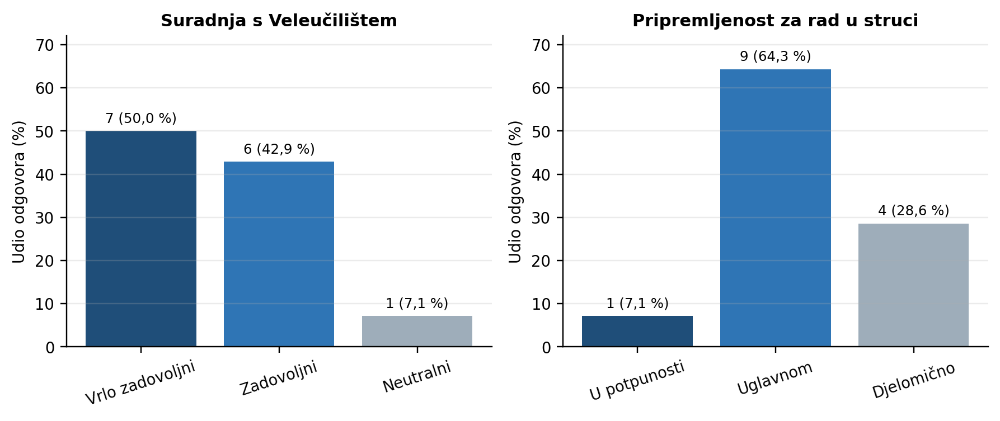 Suradnja s Veleučilištem
Udio odgovora (%)
70
60
50
40
30
20
10
0
7 (50,0 %)
6 (42,9 %)
1 (7,1 %)
Vrlo zadovoljni
Zadovoljni
Neutralni
Pripremljenost za rad u struci
Udio odgovora (%)
70
60
50
40
30
20
10
0
1 (7,1 %)
9 (64,3 %)
4 (28,6 %)
U potpunosti
Uglavnom
Djelomično